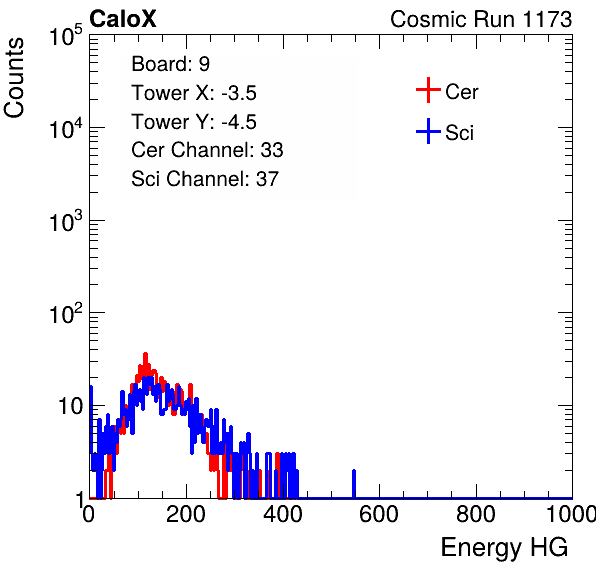 CaloX Cosmic Run 1173
Counts
10^5
10^4
10^3
10^2
10
1
Board: 9
Tower X: -3.5
Tower Y: -4.5
Cer Channel: 33
Sci Channel: 37
Cer
Sci
0 200 400 600 800 1000
Energy HG